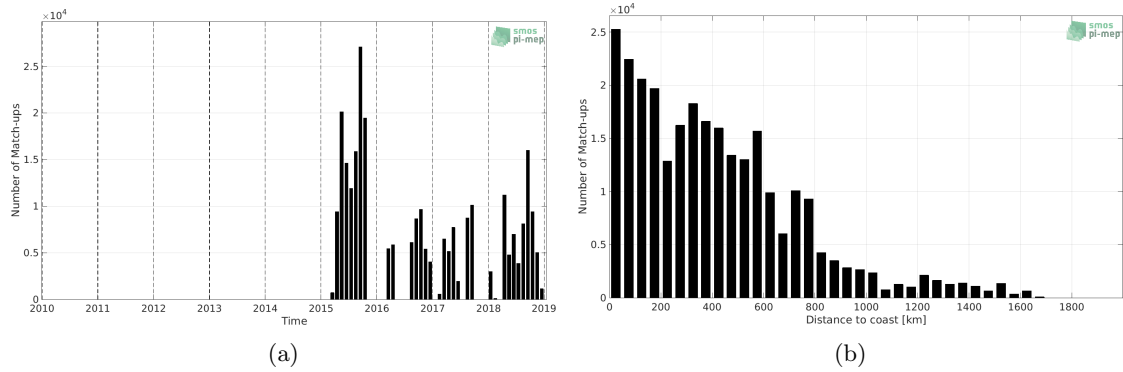 ×10⁴
smos
pi-mep
Number of Match-ups
2.5
2
1.5
1
0.5
0
2010 2011 2012 2013 2014 2015 2016 2017 2018 2019
Time
(a)
×10⁴
smos
pi-mep
Number of Match-ups
2.5
2
1.5
1
0.5
0
0 200 400 600 800 1000 1200 1400 1600 1800
Distance to coast [km]
(b)